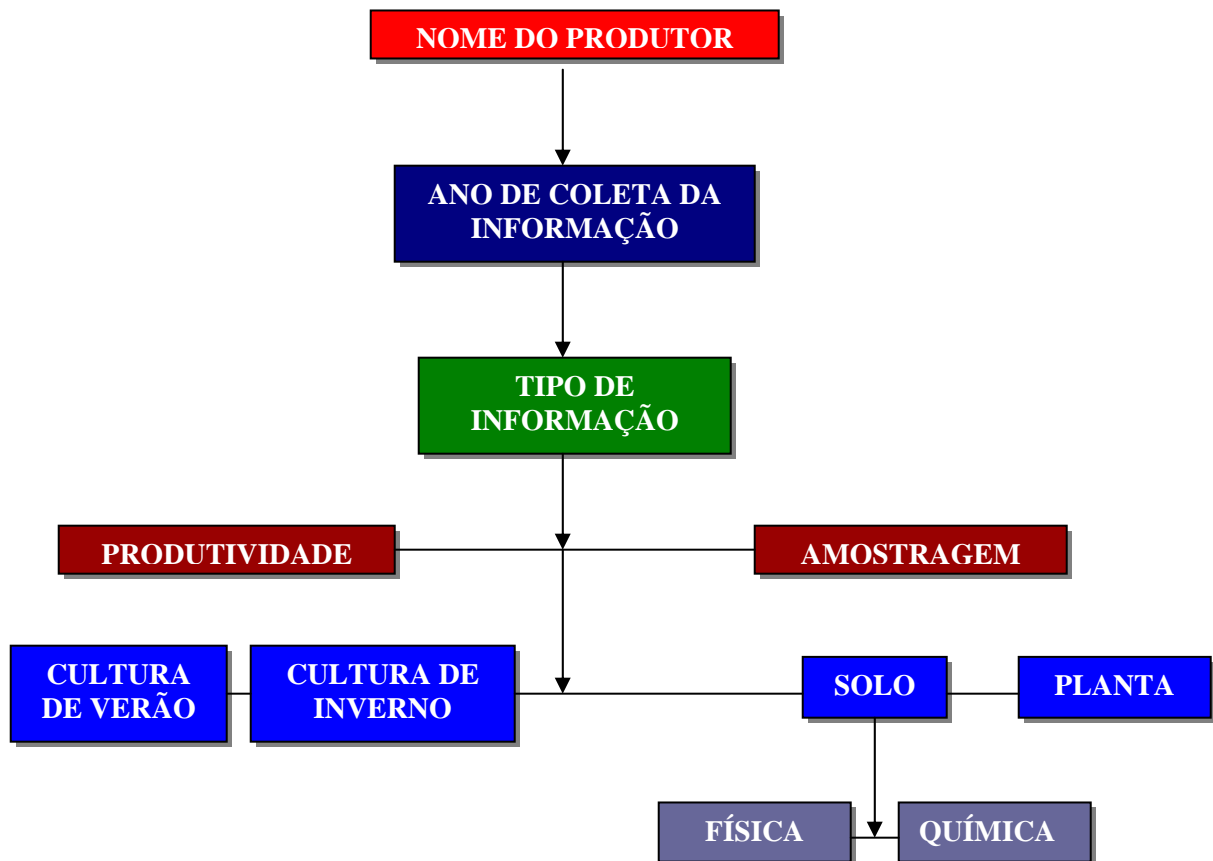 NOME DO PRODUTOR
ANO DE COLETA DA
INFORMAÇÃO
TIPO DE
INFORMAÇÃO
PRODUTIVIDADE
AMOSTRAGEM
CULTURA
DE VERÃO
CULTURA DE
INVERNO
SOLO
PLANTA
FÍSICA
QUÍMICA